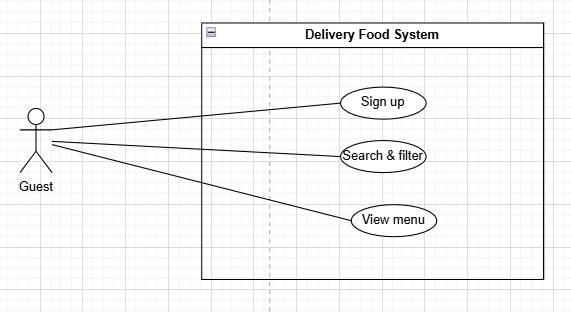 Delivery Food System
Sign up
Search & filter
View menu
Guest